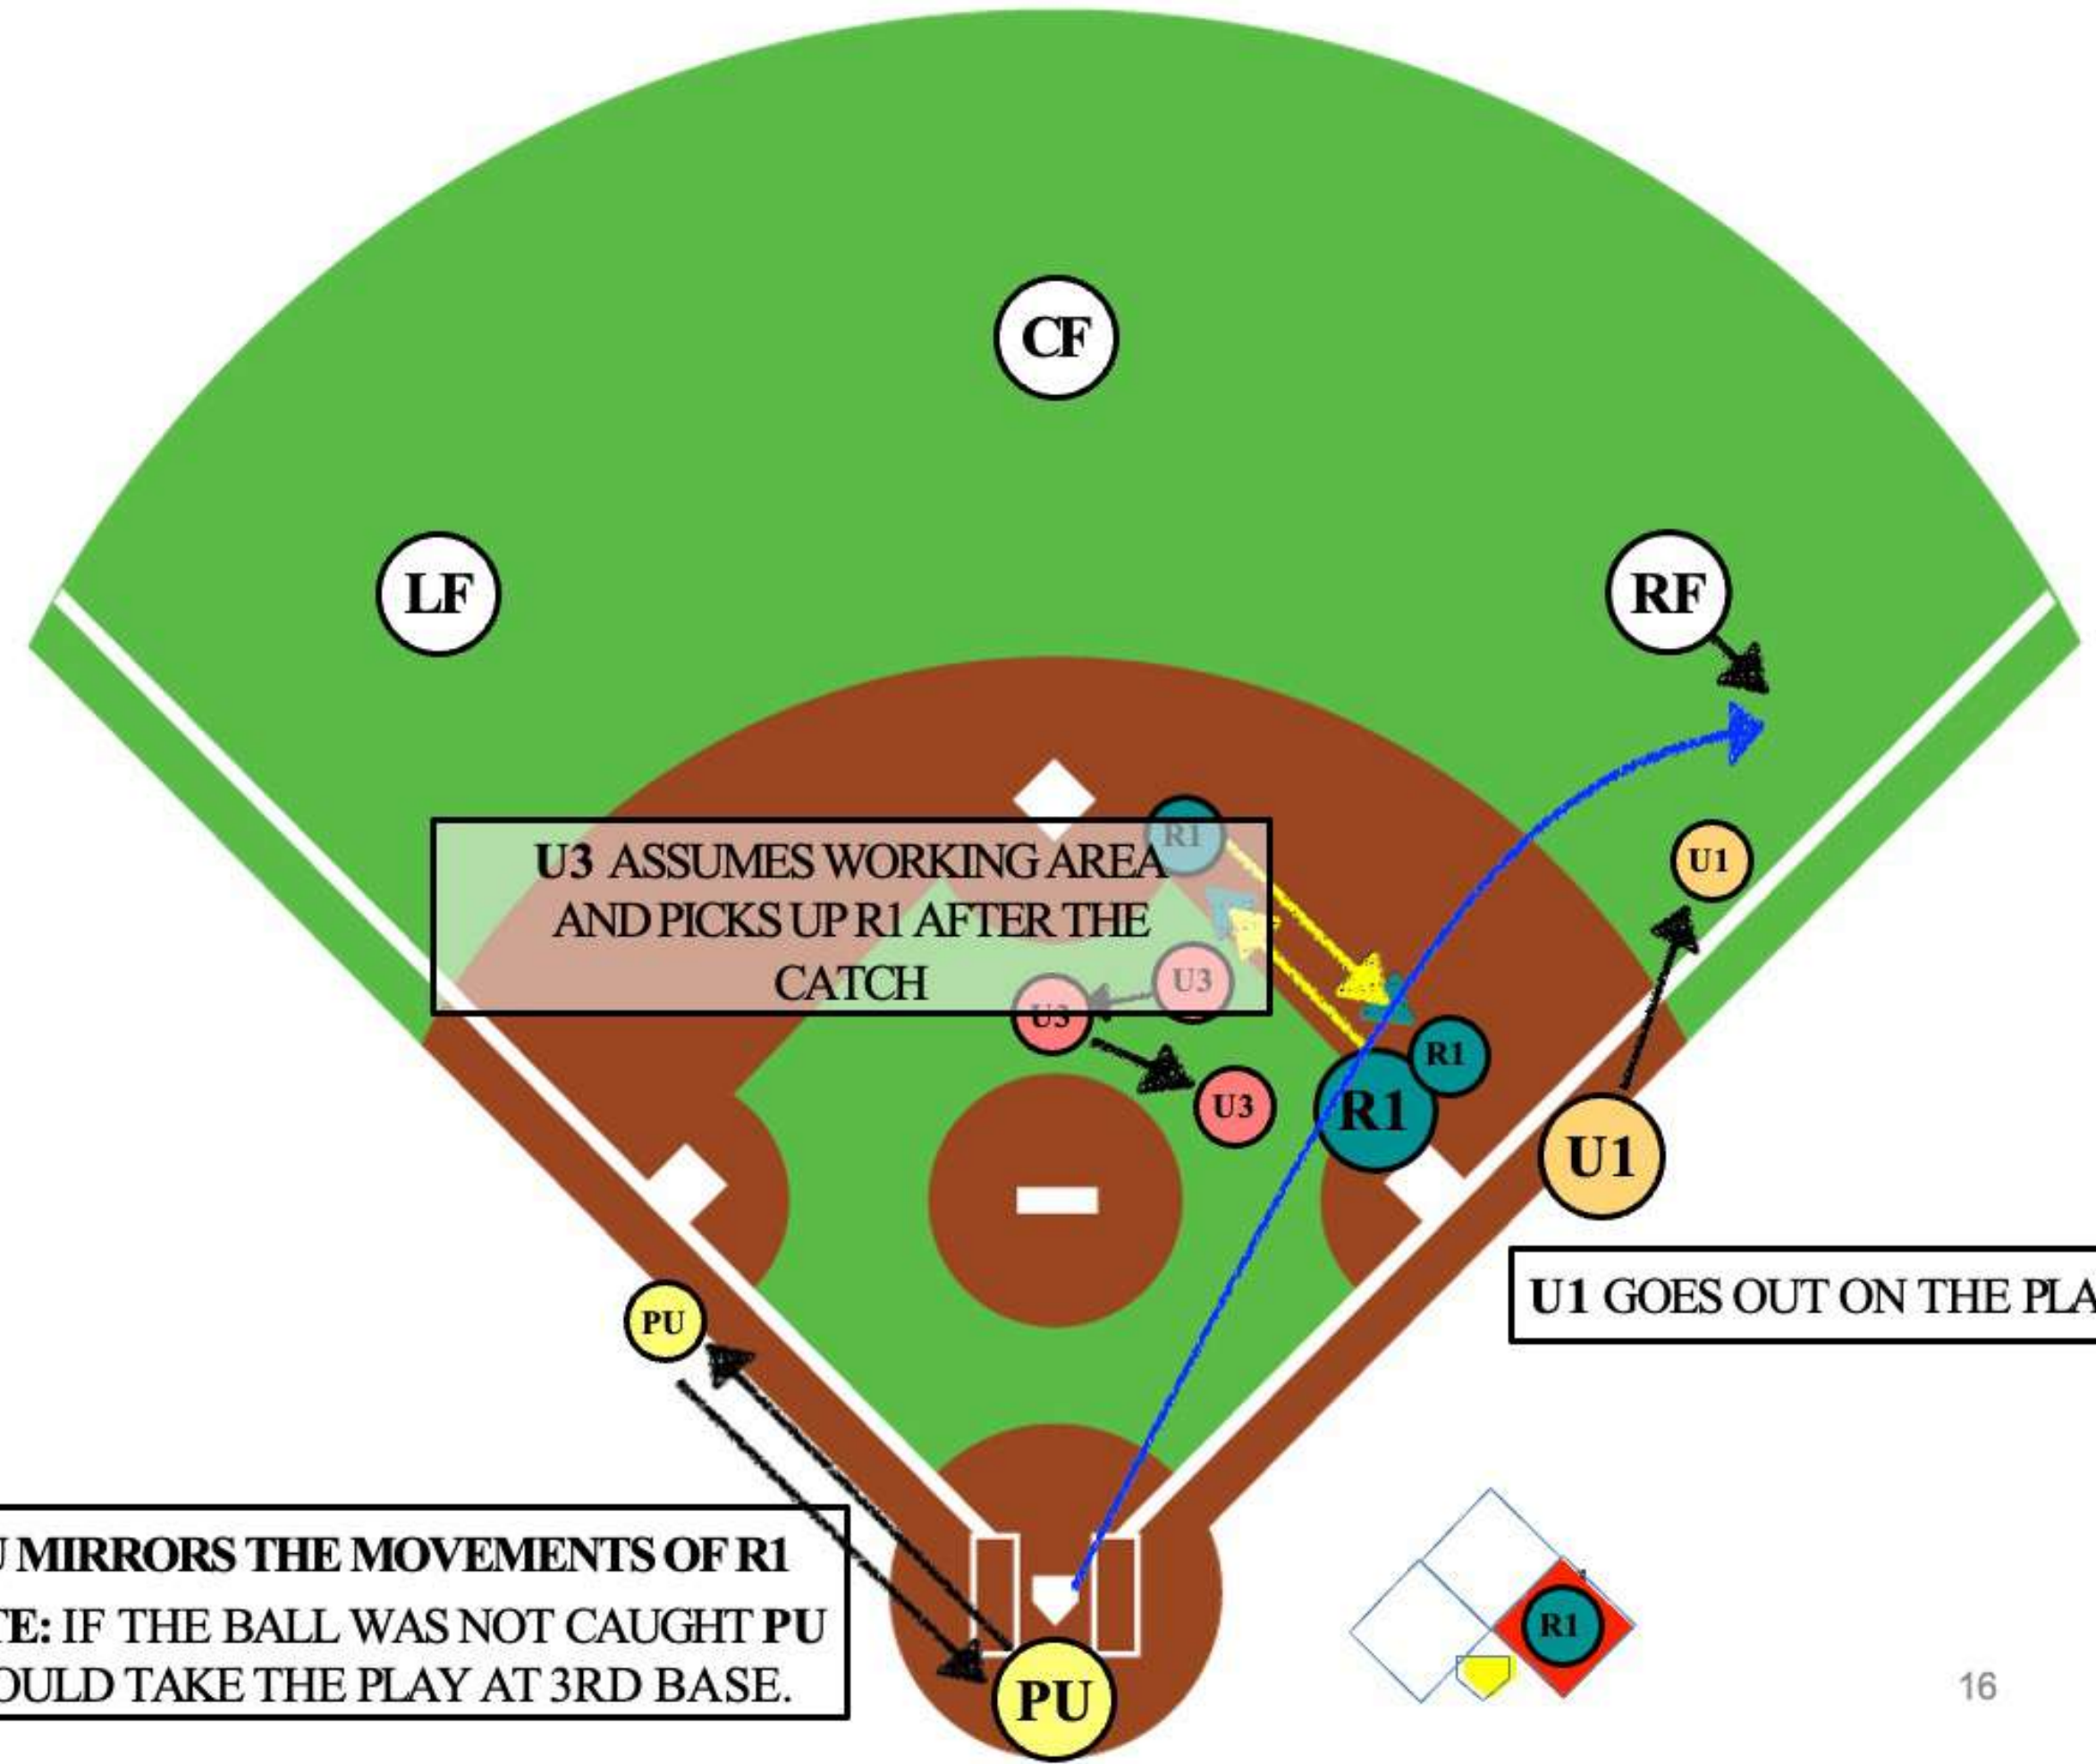 CF
LF
RF
R1
U1
U3 ASSUMES WORKING AREA
AND PICKS UP R1 AFTER THE
CATCH
U3
U3
R1
U3
R1
U1
U1 GOES OUT ON THE PLA
PU
U MIRRORS THE MOVEMENTS OF R1
TE: IF THE BALL WAS NOT CAUGHT PU
OULD TAKE THE PLAY AT 3RD BASE.
R1
16
PU